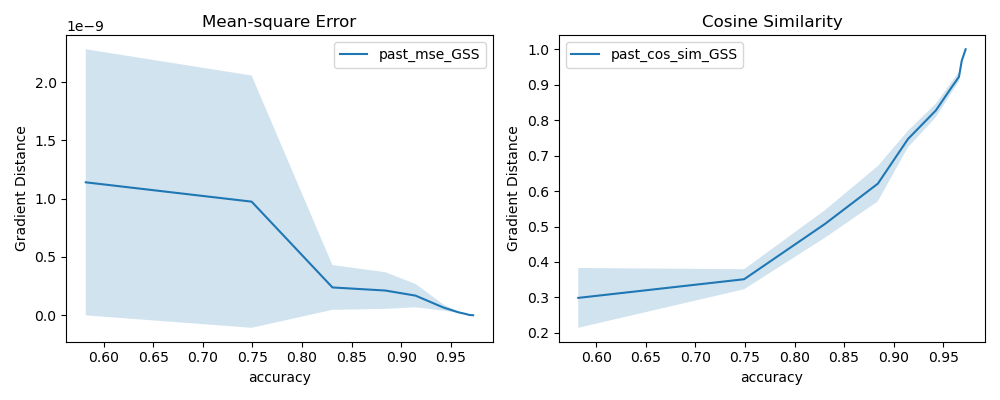 Mean-square Error
1e−9
past_mse_GSS
2.0
1.5
1.0
0.5
0.0
Gradient Distance
0.60 0.65 0.70 0.75 0.80 0.85 0.90 0.95
accuracy
Cosine Similarity
past_cos_sim_GSS
1.0
0.9
0.8
0.7
0.6
0.5
0.4
0.3
0.2
Gradient Distance
0.60 0.65 0.70 0.75 0.80 0.85 0.90 0.95
accuracy